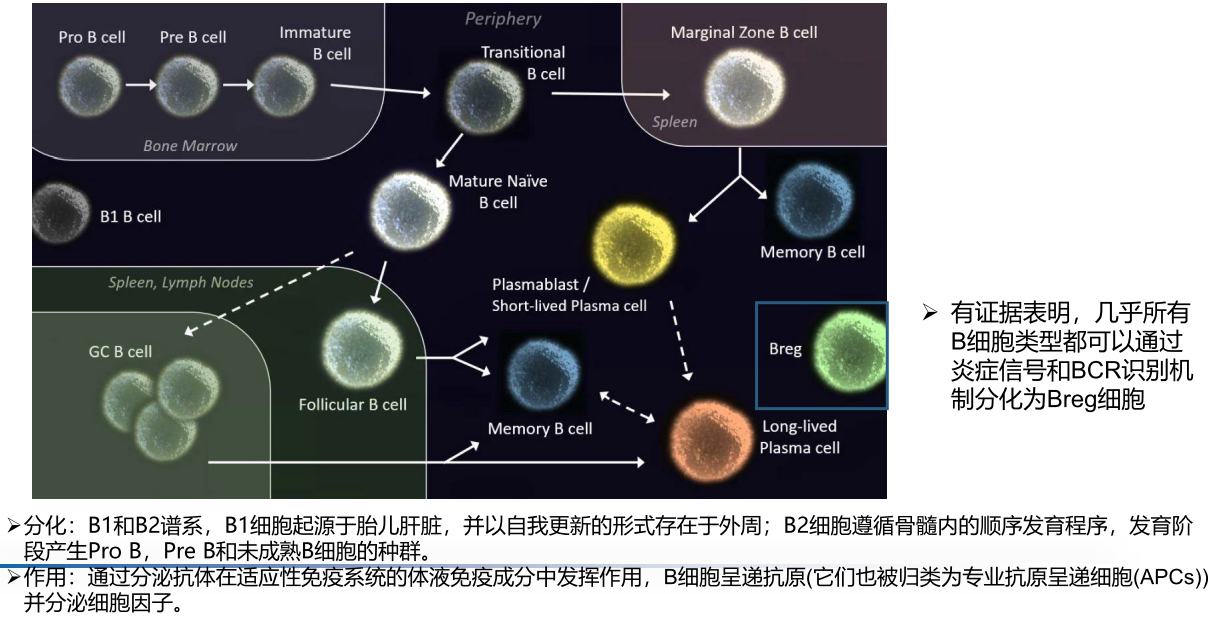 Periphery
Pro B cell
Pre B cell
Immature
B cell
Transitional
B cell
Marginal Zone B cell
Spleen
Bone Marrow
B1 B cell
Mature Naïve
B cell
Memory B cell
Spleen, Lymph Nodes
Plasmablast /
Short-lived Plasma cell
GC B cell
Follicular B cell
Breg
Memory B cell
Long-lived
Plasma cell
➢ 有证据表明，几乎所有
B细胞类型都可以通过
炎症信号和BCR识别机
制分化为Breg细胞
➢分化：B1和B2谱系，B1细胞起源于胎儿肝脏，并以自我更新的形式存在于外周；B2细胞遵循骨髓内的顺序发育程序，发育阶
段产生Pro B，Pre B和未成熟B细胞的种群。
➢作用：通过分泌抗体在适应性免疫系统的体液免疫成分中发挥作用，B细胞呈递抗原(它们也被归类为专业抗原呈递细胞(APCs))
并分泌细胞因子。